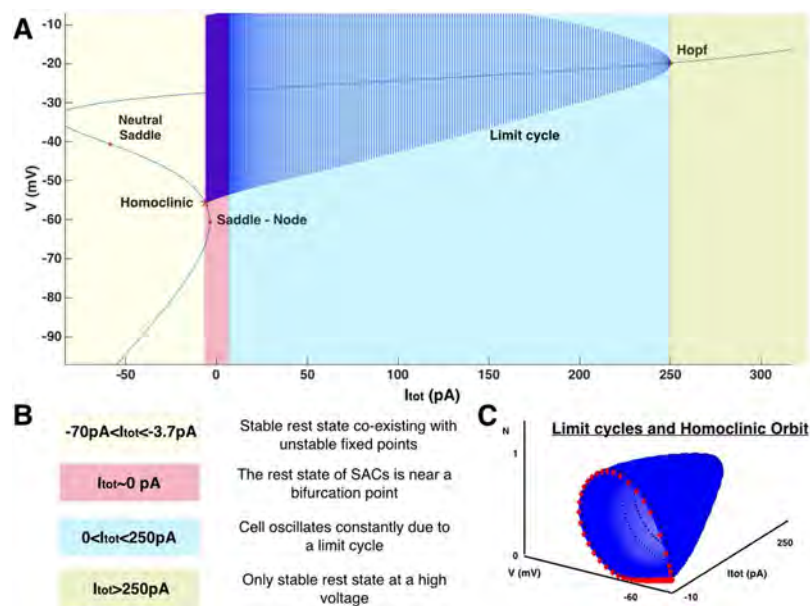 A
-10
-20
-30
-40
-50
-60
-70
-80
-90
V (mV)
Hopf
Neutral
Saddle
Limit cycle
Homoclinic
Saddle - Node
-50
0
50
100
150
200
250
300
Itot (pA)
B
-70pA<Itot<-3.7pA
Stable rest state co-existing with
unstable fixed points
Itot~0 pA
The rest state of SACs is near a
bifurcation point
0<Itot<250pA
Cell oscillates constantly due to
a limit cycle
Itot>250pA
Only stable rest state at a high
voltage
C
N
Limit cycles and Homoclinic Orbit
1
0
V (mV)
-60
-10
Itot (pA)
250